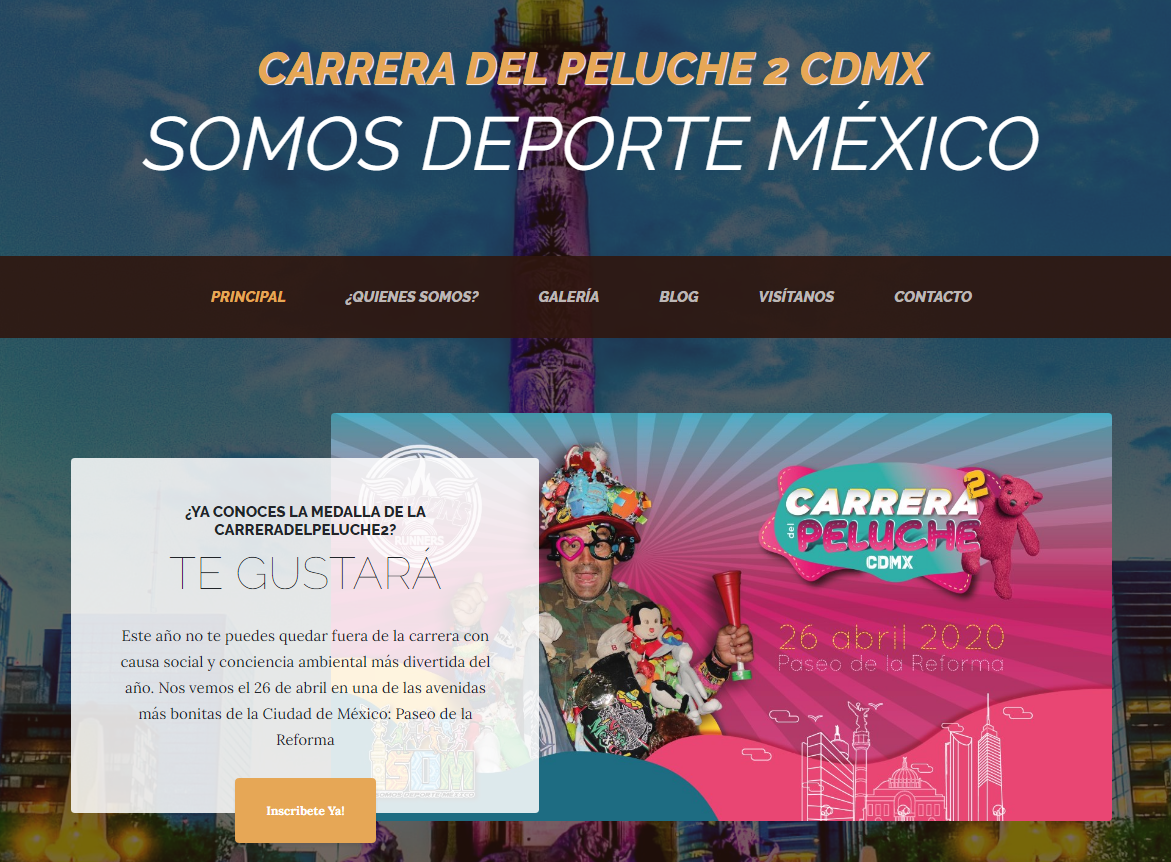 CARRERA DEL PELUCHE 2 CDMX
SOMOS DEPORTE MÉXICO
PRINCIPAL
¿QUIENES SOMOS?
GALERÍA
BLOG
VISÍTANOS
CONTACTO
¿YA CONOCES LA MEDALLA DE LA
CARRERADELPELUCHE2?
TE GUSTARÁ
Este año no te puedes quedar fuera de la carrera con
causa social y conciencia ambiental más divertida del
año. Nos vemos el 26 de abril en una de las avenidas
más bonitas de la Ciudad de México: Paseo de la
Reforma
Inscribete Ya!
RUNNERS
ISDM
CARRERA 2
del PELUCHE
CDMX
26 abril 2020
Paseo de la Reforma